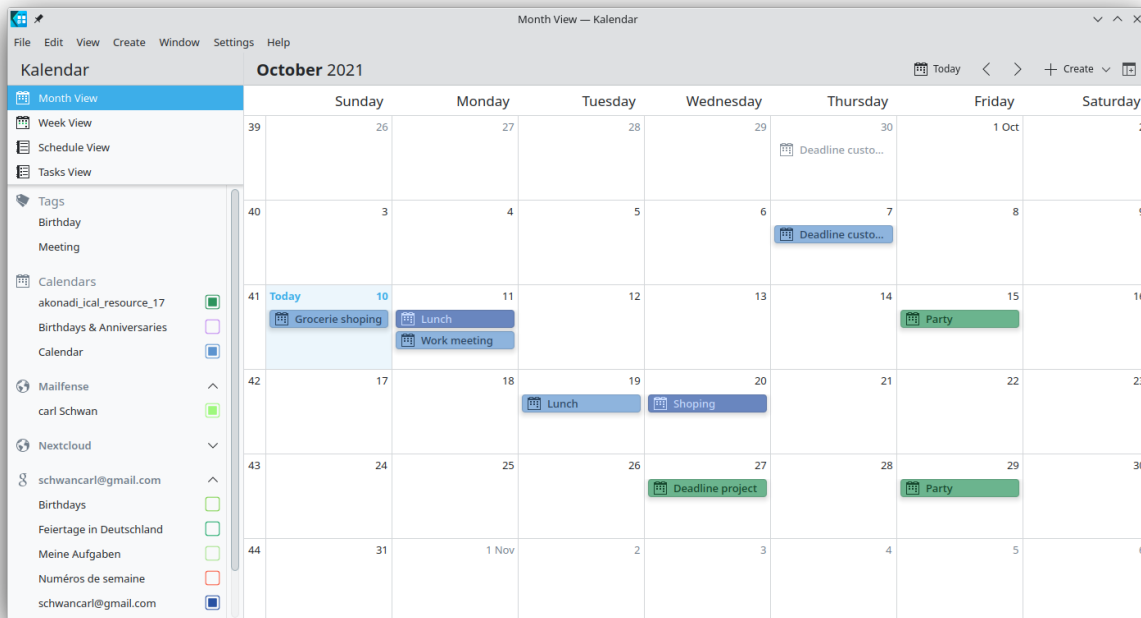 Month View — Kalendar
File Edit View Create Window Settings Help
Kalendar
October 2021
Today
Create
Month View
Week View
Schedule View
Tasks View
Tags
Birthday
Meeting
Calendars
akonadi_ical_resource_17
Birthdays & Anniversaries
Calendar
Mailfense
carl Schwan
Nextcloud
schwancarl@gmail.com
Birthdays
Feiertage in Deutschland
Meine Aufgaben
Numéros de semaine
schwancarl@gmail.com
Sunday Monday Tuesday Wednesday Thursday Friday Saturday
39 26 27 28 29 30 1 Oct
Deadline custo...
40 3 4 5 6 7 8
Deadline custo...
41 Today 10 11 12 13 14 15
Grocerie shoping Lunch Party
Work meeting
42 17 18 19 20 21 22
Lunch Shoping
43 24 25 26 27 28 29
Deadline project Party
44 31 1 Nov 2 3 4 5